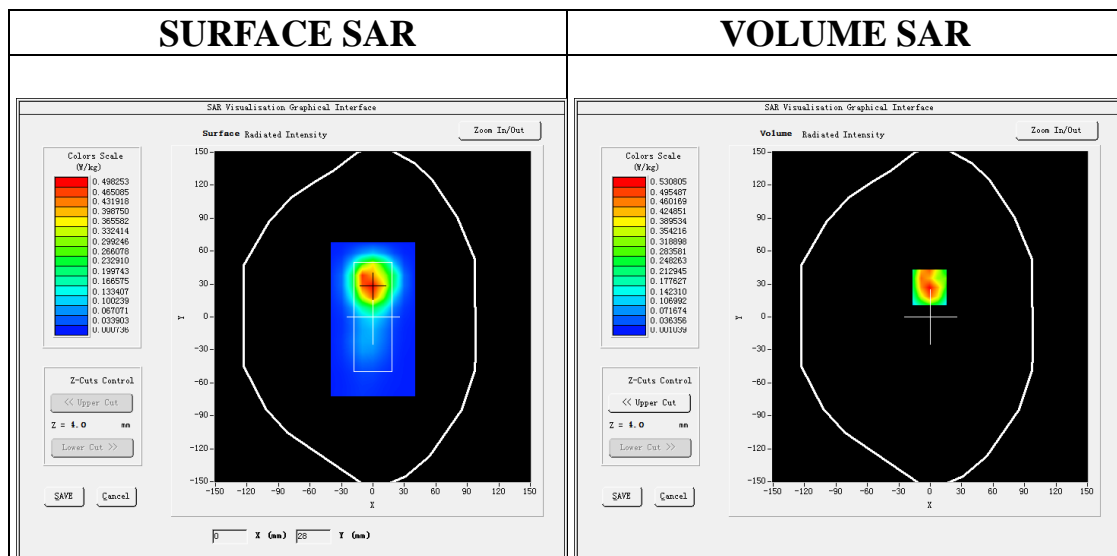 SURFACE SAR
VOLUME SAR
SAR Visualisation Graphical Interface
Surface Radiated Intensity
Zoom In/Out
Colors Scale
(W/kg)
0.498253
0.465085
0.431918
0.398750
0.365582
0.332414
0.299246
0.266078
0.232910
0.199743
0.166575
0.133407
0.100239
0.067071
0.033903
0.000736
150
120
90
60
30
0
-30
-60
-90
-120
-150
Y
-150 -120 -90 -60 -30 0 30 60 90 120 150
X
Z-Cuts Control
<< Upper Cut
Z = 4.0 mm
Lower Cut >>
SAVE Cancel
0 X (mm) 28 Y (mm)
SAR Visualisation Graphical Interface
Volume Radiated Intensity
Zoom In/Out
Colors Scale
(W/kg)
0.530805
0.495487
0.460169
0.424851
0.389534
0.354216
0.318898
0.283581
0.248263
0.212945
0.177627
0.142310
0.106992
0.071674
0.036356
0.001039
150
120
90
60
30
0
-30
-60
-90
-120
-150
Y
-150 -120 -90 -60 -30 0 30 60 90 120 150
X
Z-Cuts Control
<< Upper Cut
Z = 4.0 mm
Lower Cut >>
SAVE Cancel